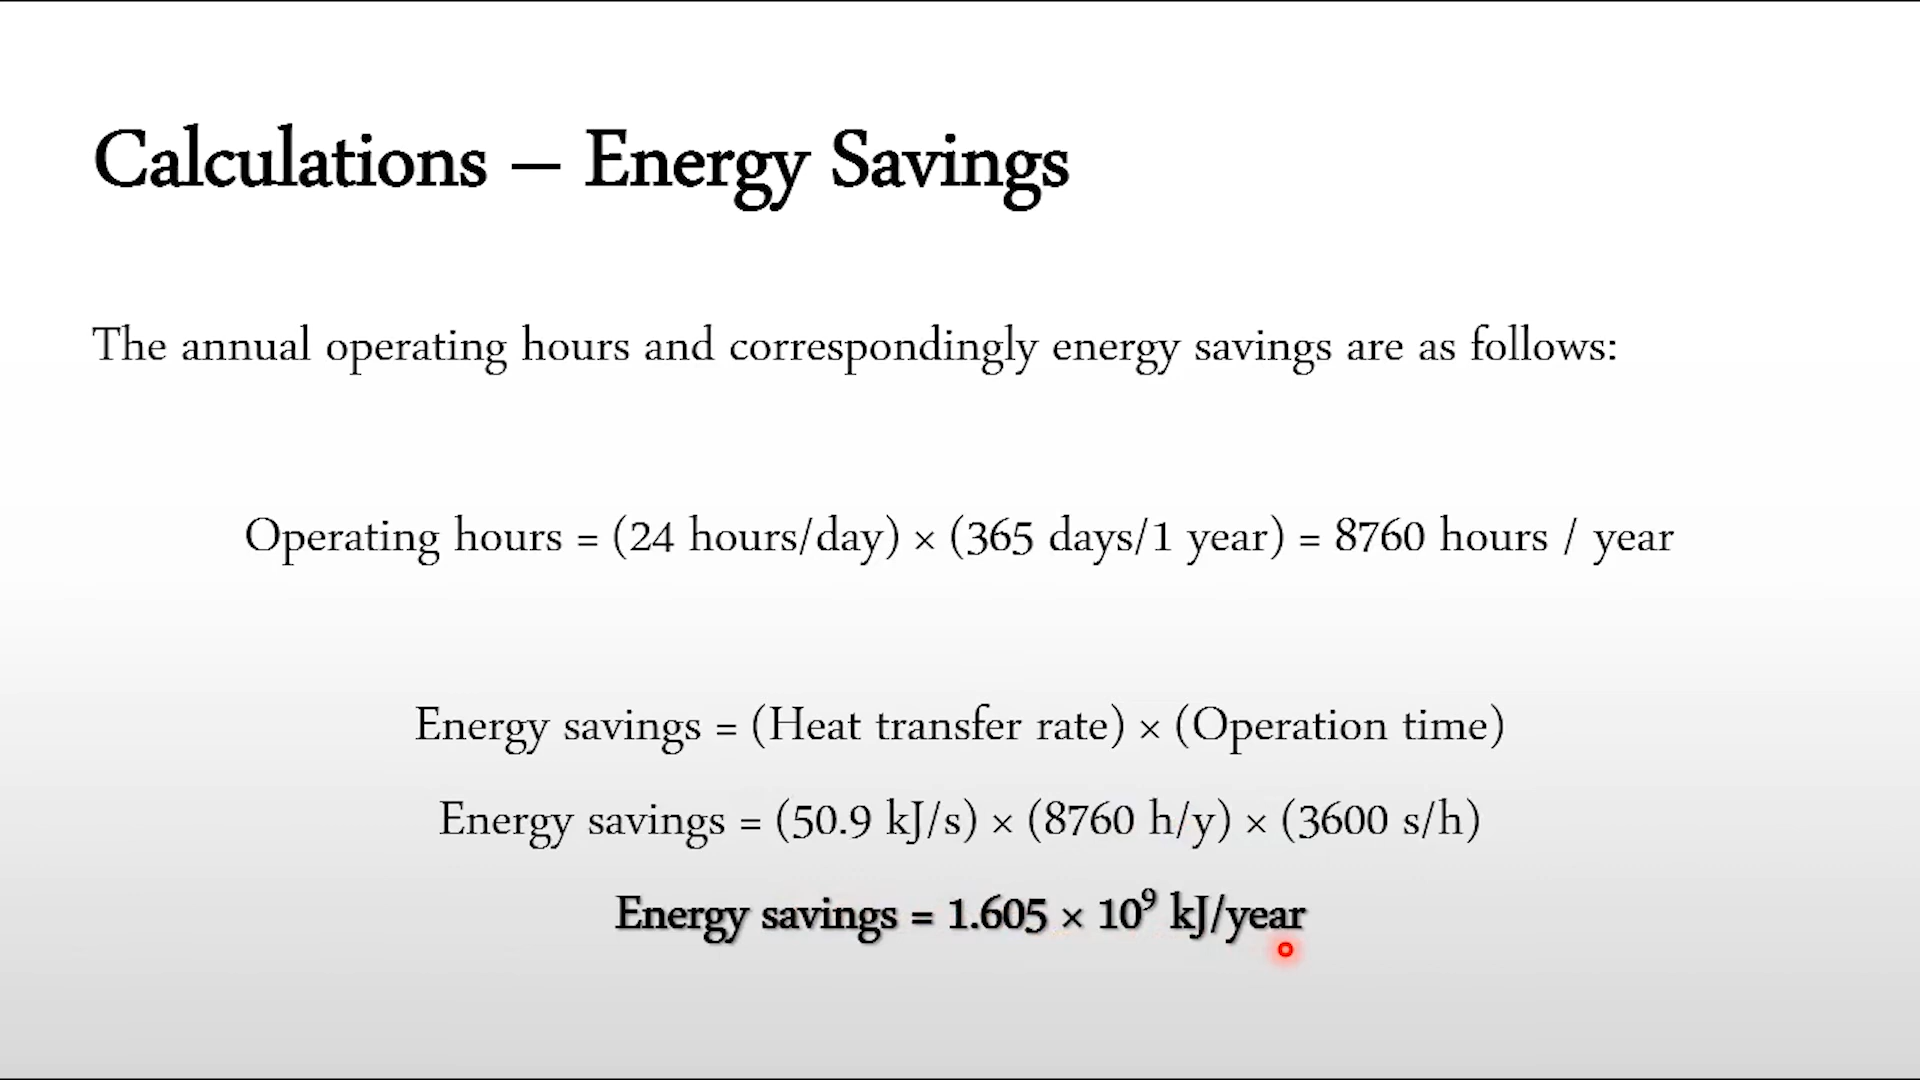 Calculations – Energy Savings
The annual operating hours and correspondingly energy savings are as follows:
Operating hours = (24 hours/day) × (365 days/1 year) = 8760 hours / year
Energy savings = (Heat transfer rate) × (Operation time)
Energy savings = (50.9 kJ/s) × (8760 h/y) × (3600 s/h)
Energy savings = 1.605 × 10⁹ kJ/year